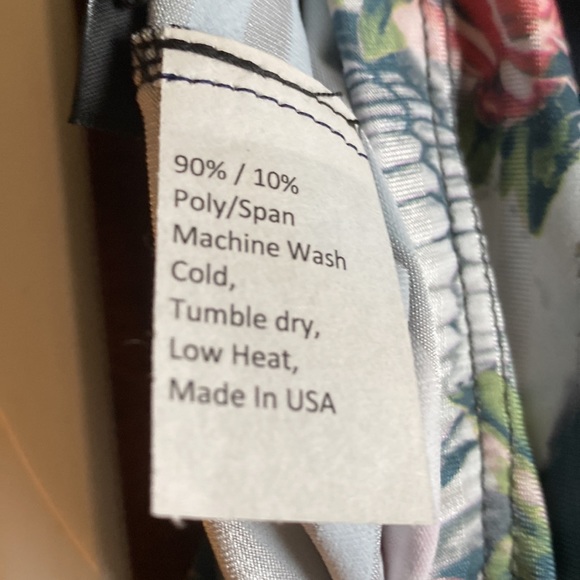 90% / 10%
Poly/Span
Machine Wash
Cold,
Tumble dry,
Low Heat,
Made In USA